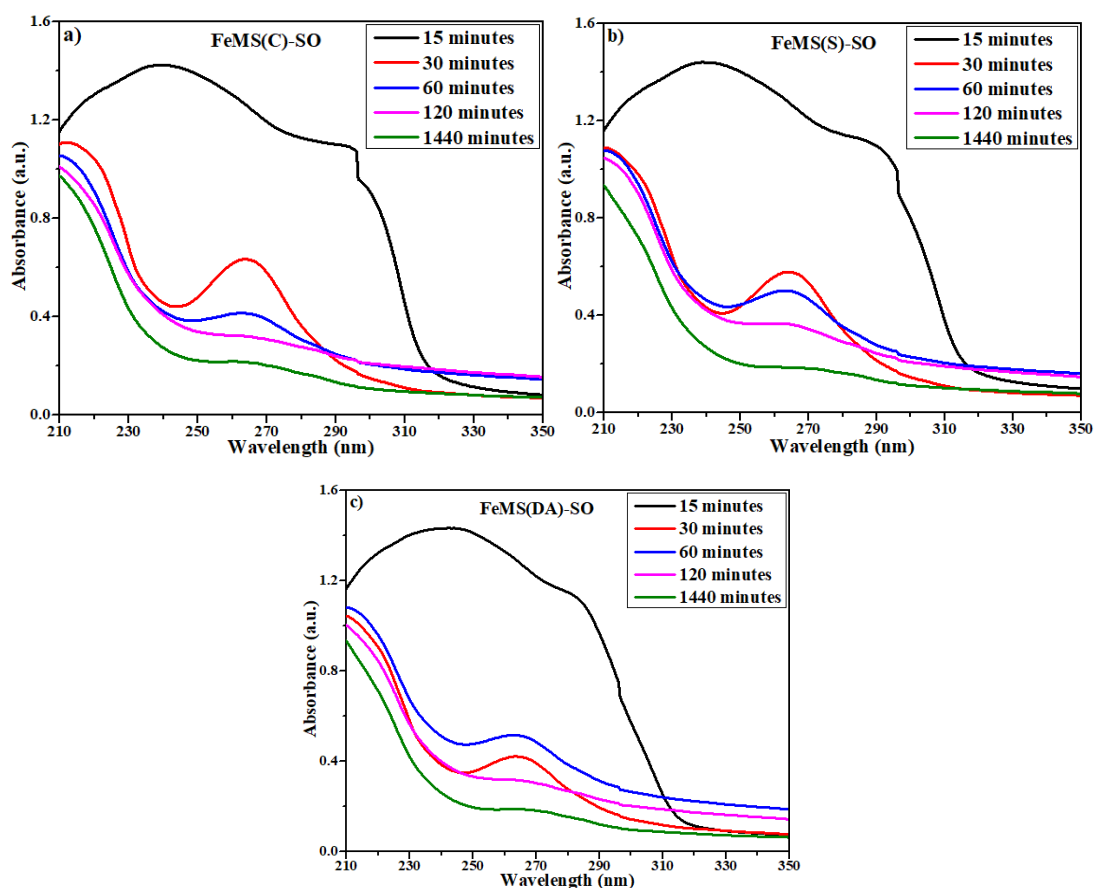 a)
FeMS(C)-SO
15 minutes
30 minutes
60 minutes
120 minutes
1440 minutes
Absorbance (a.u.)
1.6
1.2
0.8
0.4
0.0
210 230 250 270 290 310 330 350
Wavelength (nm)
b)
FeMS(S)-SO
15 minutes
30 minutes
60 minutes
120 minutes
1440 minutes
Absorbance (a.u.)
1.6
1.2
0.8
0.4
0.0
210 230 250 270 290 310 330 350
Wavelength (nm)
c)
FeMS(DA)-SO
15 minutes
30 minutes
60 minutes
120 minutes
1440 minutes
Absorbance (a.u.)
1.6
1.2
0.8
0.4
0.0
210 230 250 270 290 310 330 350
Wavelength (nm)